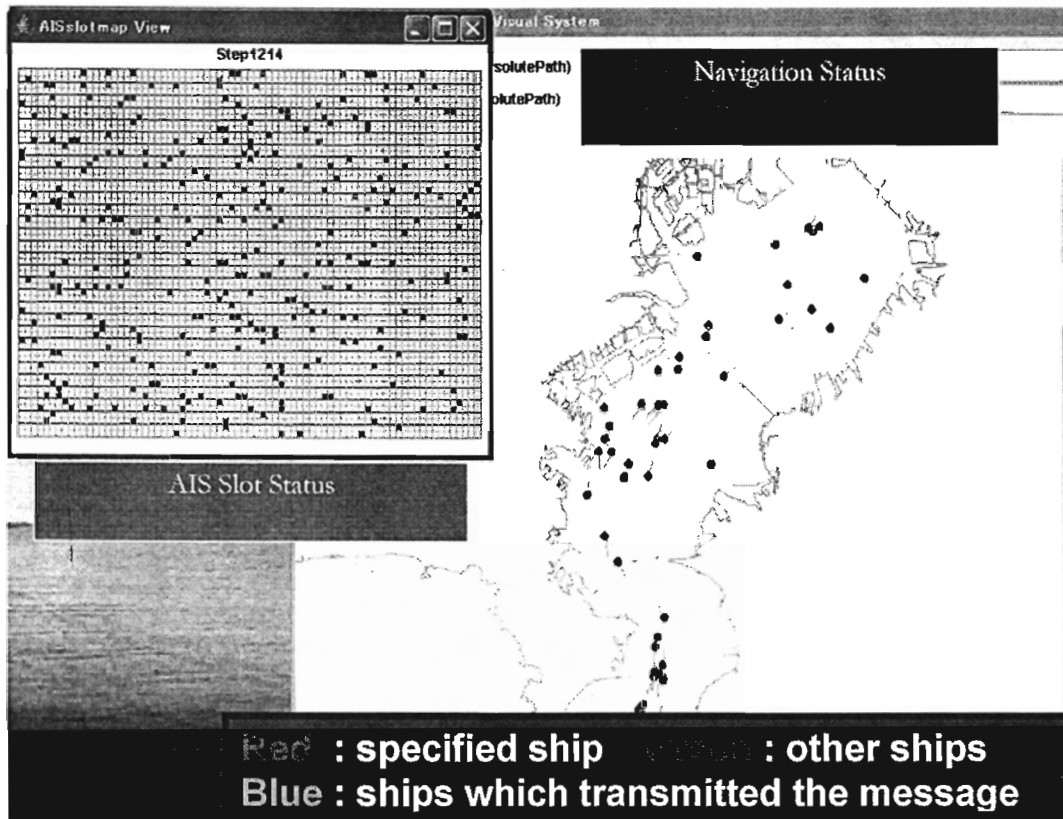 AISslotmap View
Step1214
Visual System
rsolutePath)
olutePath)
Navigation Status
AIS Slot Status
Red : specified ship : other ships
Blue : ships which transmitted the message